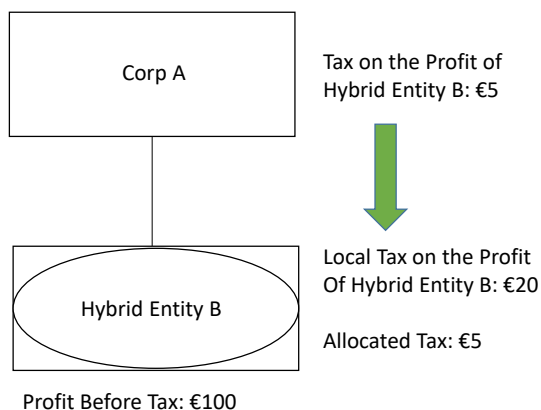 Corp A
Tax on the Profit of
Hybrid Entity B: €5
Hybrid Entity B
Local Tax on the Profit
Of Hybrid Entity B: €20
Allocated Tax: €5
Profit Before Tax: €100